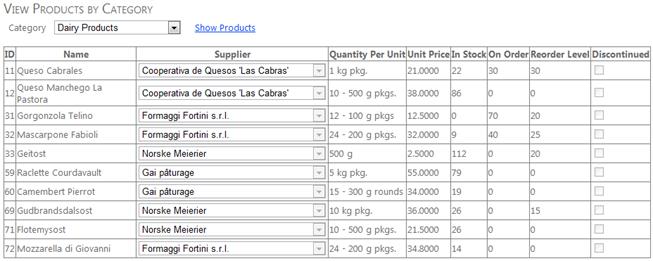 VIEW PRODUCTS BY CATEGORY
Category Dairy Products Show Products
ID Name Supplier Quantity Per Unit Unit Price In Stock On Order Reorder Level Discontinued
11 Queso Cabrales Cooperativa de Quesos 'Las Cabras' 1 kg pkg. 21.0000 22 30 30
12 Queso Manchego La Pastora Cooperativa de Quesos 'Las Cabras' 10 - 500 g pkgs. 38.0000 86 0 0
31 Gorgonzola Telino Formaggi Fortini s.r.l. 12 - 100 g pkgs 12.5000 0 70 20
32 Mascarpone Fabioli Formaggi Fortini s.r.l. 24 - 200 g pkgs. 32.0000 9 40 25
33 Geitost Norske Meierier 500 g 2.5000 112 0 20
59 Raclette Courdavault Gai pâturage 5 kg pkg. 55.0000 79 0 0
60 Camembert Pierrot Gai pâturage 15 - 300 g rounds 34.0000 19 0 0
69 Gudbrandsdalsost Norske Meierier 10 kg pkg. 36.0000 26 0 15
71 Flotemysost Norske Meierier 10 - 500 g pkgs. 21.5000 26 0 0
72 Mozzarella di Giovanni Formaggi Fortini s.r.l. 24 - 200 g pkgs. 34.8000 14 0 0